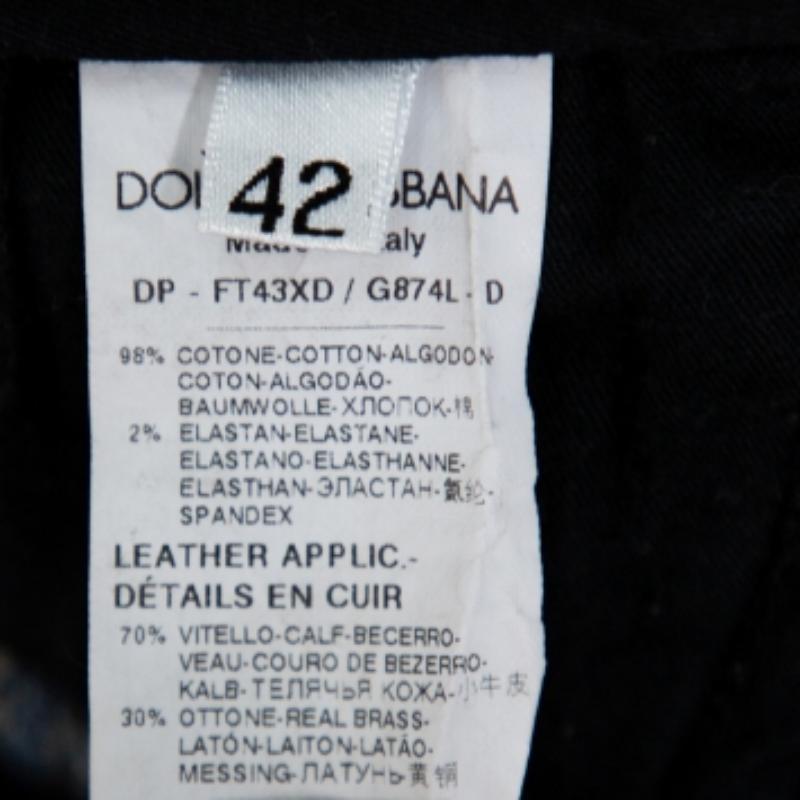 42
DOL BBANA
Made aly
DP - FT43XD / G874L - D
98% COTONE-COTTON-ALGODON
COTON-ALGODÃO-
BAUMWOLLE-ХЛОПОК-棉
2% ELASTAN-ELASTANE-
ELASTANO-ELASTHANNE-
ELASTHAN-ЭЛАСТАН-氨纶-
SPANDEX
LEATHER APPLIC.-
DÉTAILS EN CUIR
70% VITELLO-CALF-BECERRO-
VEAU-COURO DE BEZERRO-
KALB-ТЕЛЯЧЬЯ КОЖА-小牛皮
30% OTTONE-REAL BRASS-
LATÓN-LAITON-LATÃO-
MESSING-ЛАТУНЬ-黄铜